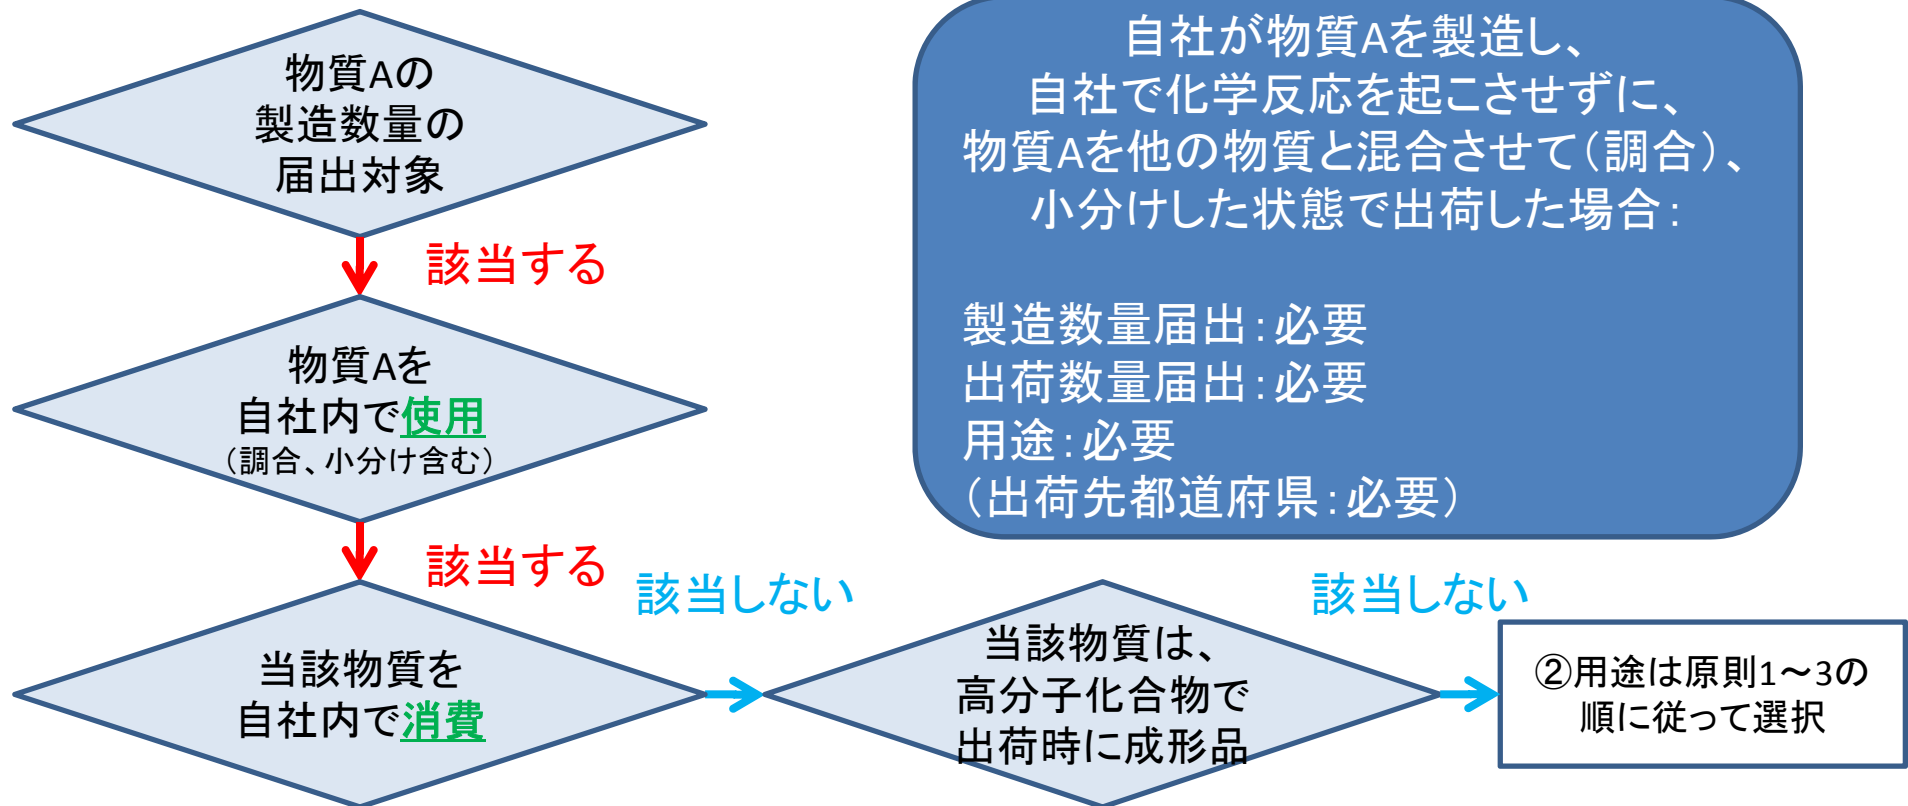 物質Aの
製造数量の
届出対象
該当する
物質Aを
自社内で使用
（調合、小分け含む）
該当する
当該物質を
自社内で消費
該当しない
当該物質は、
高分子化合物で
出荷時に成形品
該当しない
②用途は原則1～3の
順に従って選択
自社が物質Aを製造し、
自社で化学反応を起こさせずに、
物質Aを他の物質と混合させて（調合）、
小分けした状態で出荷した場合：
製造数量届出：必要
出荷数量届出：必要
用途：必要
（出荷先都道府県：必要）